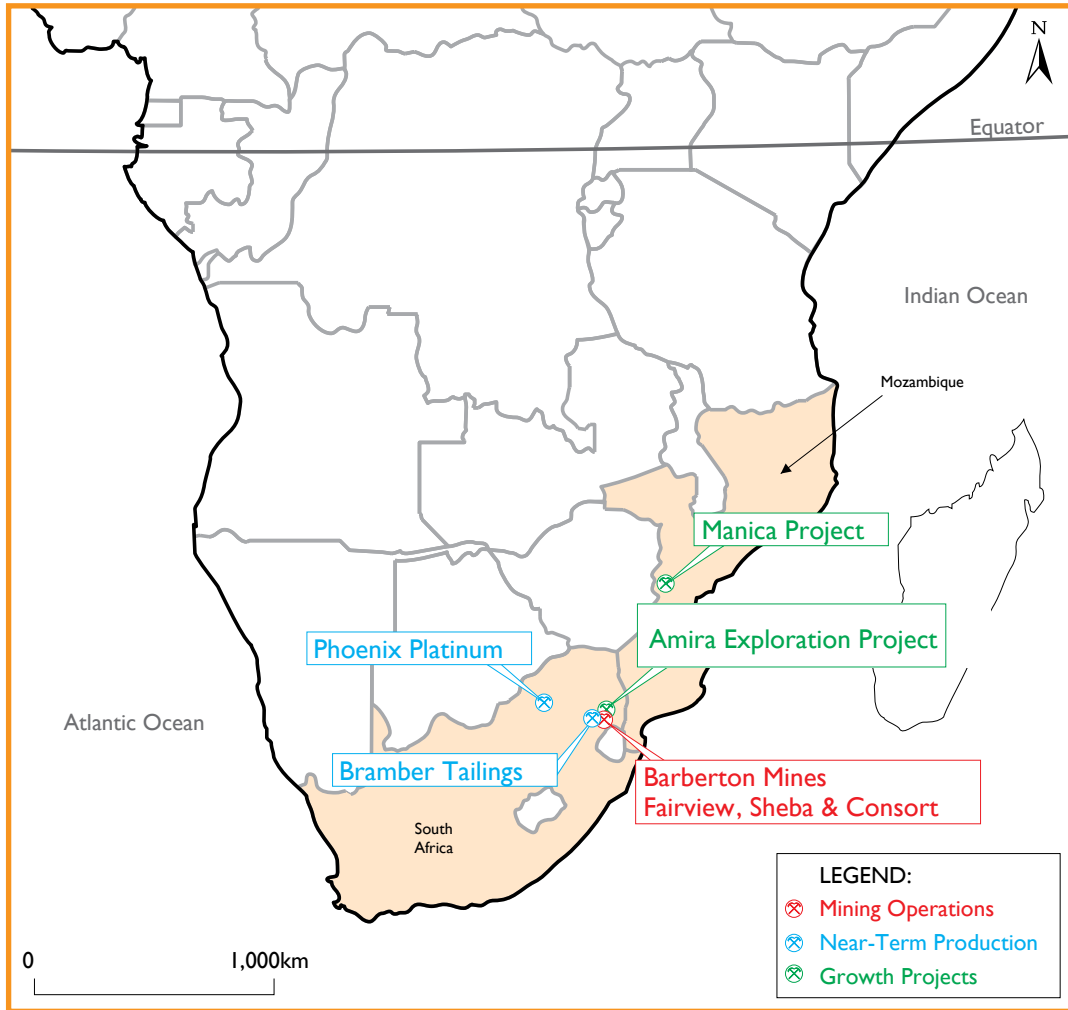 N
Equator
Indian Ocean
Mozambique
Manica Project
Amira Exploration Project
Phoenix Platinum
Atlantic Ocean
Bramber Tailings
Barberton Mines
Fairview, Sheba & Consort
South
Africa
LEGEND:
Mining Operations
Near-Term Production
Growth Projects
0 1,000km